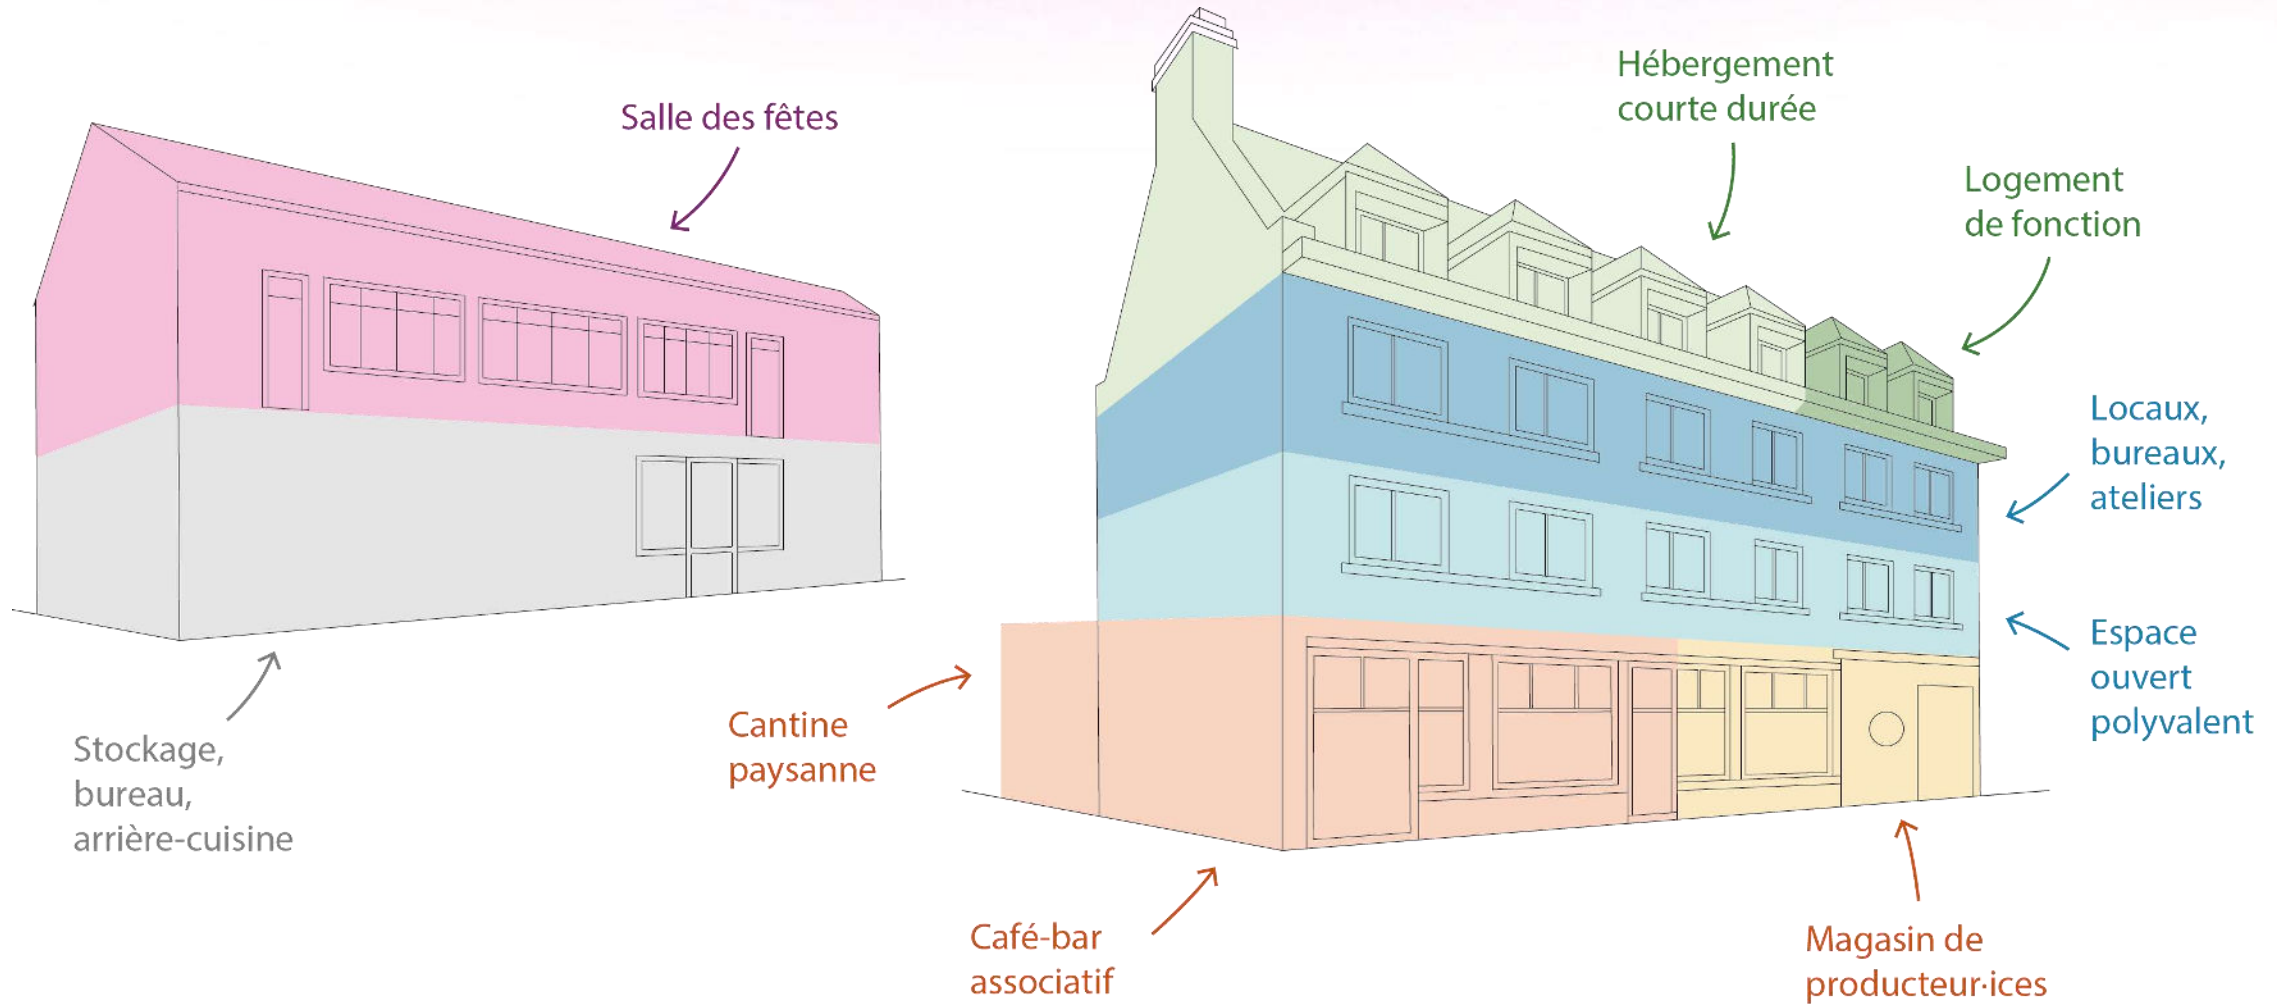 Salle des fêtes
Hébergement
courte durée
Logement
de fonction
Locaux,
bureaux,
ateliers
Espace
ouvert
polyvalent
Stockage,
bureau,
arrière-cuisine
Cantine
paysanne
Café-bar
associatif
Magasin de
producteur·ices